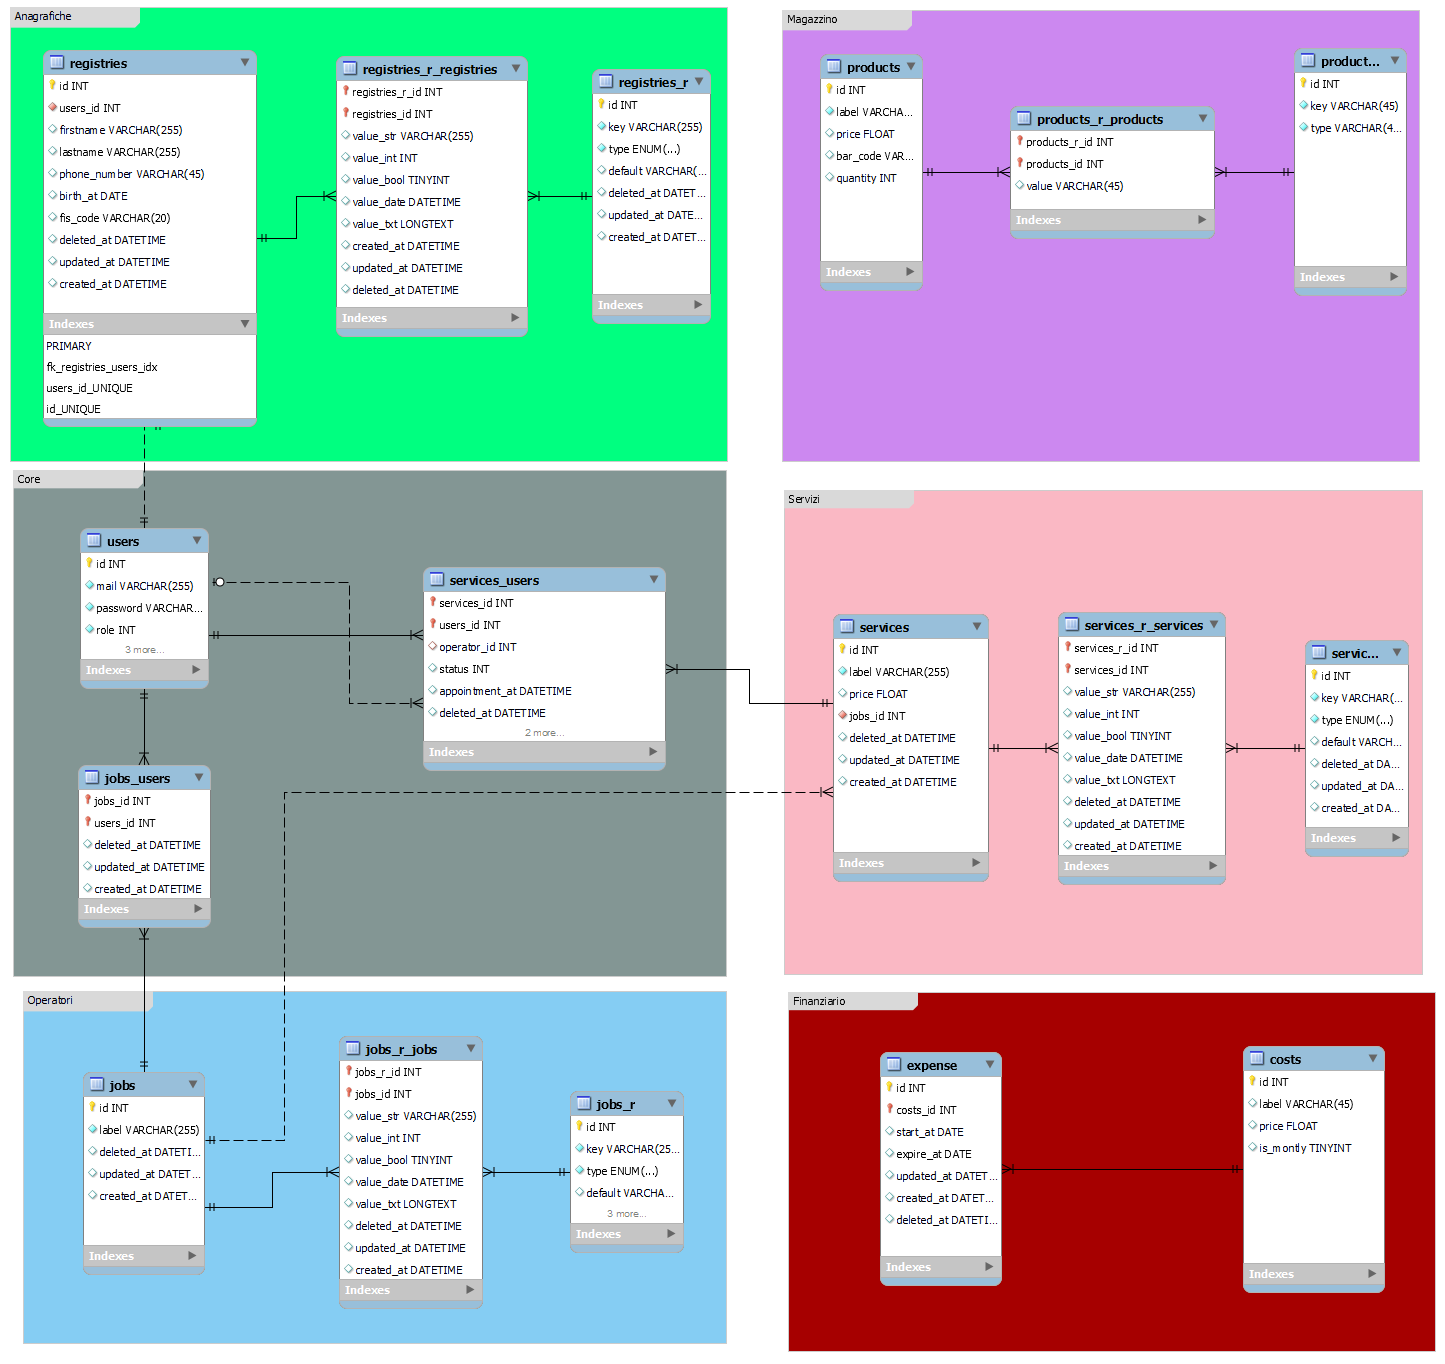 Anagrafiche
registries
id INT
users_id INT
firstname VARCHAR(255)
lastname VARCHAR(255)
phone_number VARCHAR(45)
birth_at DATE
fis_code VARCHAR(20)
deleted_at DATETIME
updated_at DATETIME
created_at DATETIME
Indexes
PRIMARY
fk_registries_users_idx
users_id_UNIQUE
id_UNIQUE
registries_r_registries
registries_r_id INT
registries_id INT
value_str VARCHAR(255)
value_int INT
value_bool TINYINT
value_date DATETIME
value_txt LONGTEXT
created_at DATETIME
updated_at DATETIME
deleted_at DATETIME
Indexes
registries_r
id INT
key VARCHAR(255)
type ENUM(...)
default VARCHAR(...
deleted_at DATET...
updated_at DATE...
created_at DATET...
Indexes
Magazzino
products
id INT
label VARCHA...
price FLOAT
bar_code VAR...
quantity INT
Indexes
products_r_products
products_r_id INT
products_id INT
value VARCHAR(45)
Indexes
product...
id INT
key VARCHAR(45)
type VARCHAR(4...
Indexes
Core
users
id INT
mail VARCHAR(255)
password VARCHAR...
role INT
3 more...
Indexes
services_users
services_id INT
users_id INT
operator_id INT
status INT
appointment_at DATETIME
deleted_at DATETIME
2 more...
Indexes
jobs_users
jobs_id INT
users_id INT
deleted_at DATETIME
updated_at DATETIME
created_at DATETIME
Indexes
Servizi
services
id INT
label VARCHAR(255)
price FLOAT
jobs_id INT
deleted_at DATETIME
updated_at DATETIME
created_at DATETIME
Indexes
services_r_services
services_r_id INT
services_id INT
value_str VARCHAR(255)
value_int INT
value_bool TINYINT
value_date DATETIME
value_txt LONGTEXT
deleted_at DATETIME
updated_at DATETIME
created_at DATETIME
Indexes
servic...
id INT
key VARCHAR(...
type ENUM(...)
default VARCH...
deleted_at DA...
updated_at DA...
created_at DA...
Indexes
Operatori
jobs
id INT
label VARCHAR(255)
deleted_at DATETI...
updated_at DATET...
created_at DATET...
Indexes
jobs_r_jobs
jobs_r_id INT
jobs_id INT
value_str VARCHAR(255)
value_int INT
value_bool TINYINT
value_date DATETIME
value_txt LONGTEXT
deleted_at DATETIME
updated_at DATETIME
created_at DATETIME
Indexes
jobs_r
id INT
key VARCHAR(25...
type ENUM(...)
default VARCHA...
3 more...
Indexes
Finanziario
expense
id INT
costs_id INT
start_at DATE
expire_at DATE
updated_at DATET...
created_at DATET...
deleted_at DATETI...
Indexes
costs
id INT
label VARCHAR(45)
price FLOAT
is_montly TINYINT
Indexes